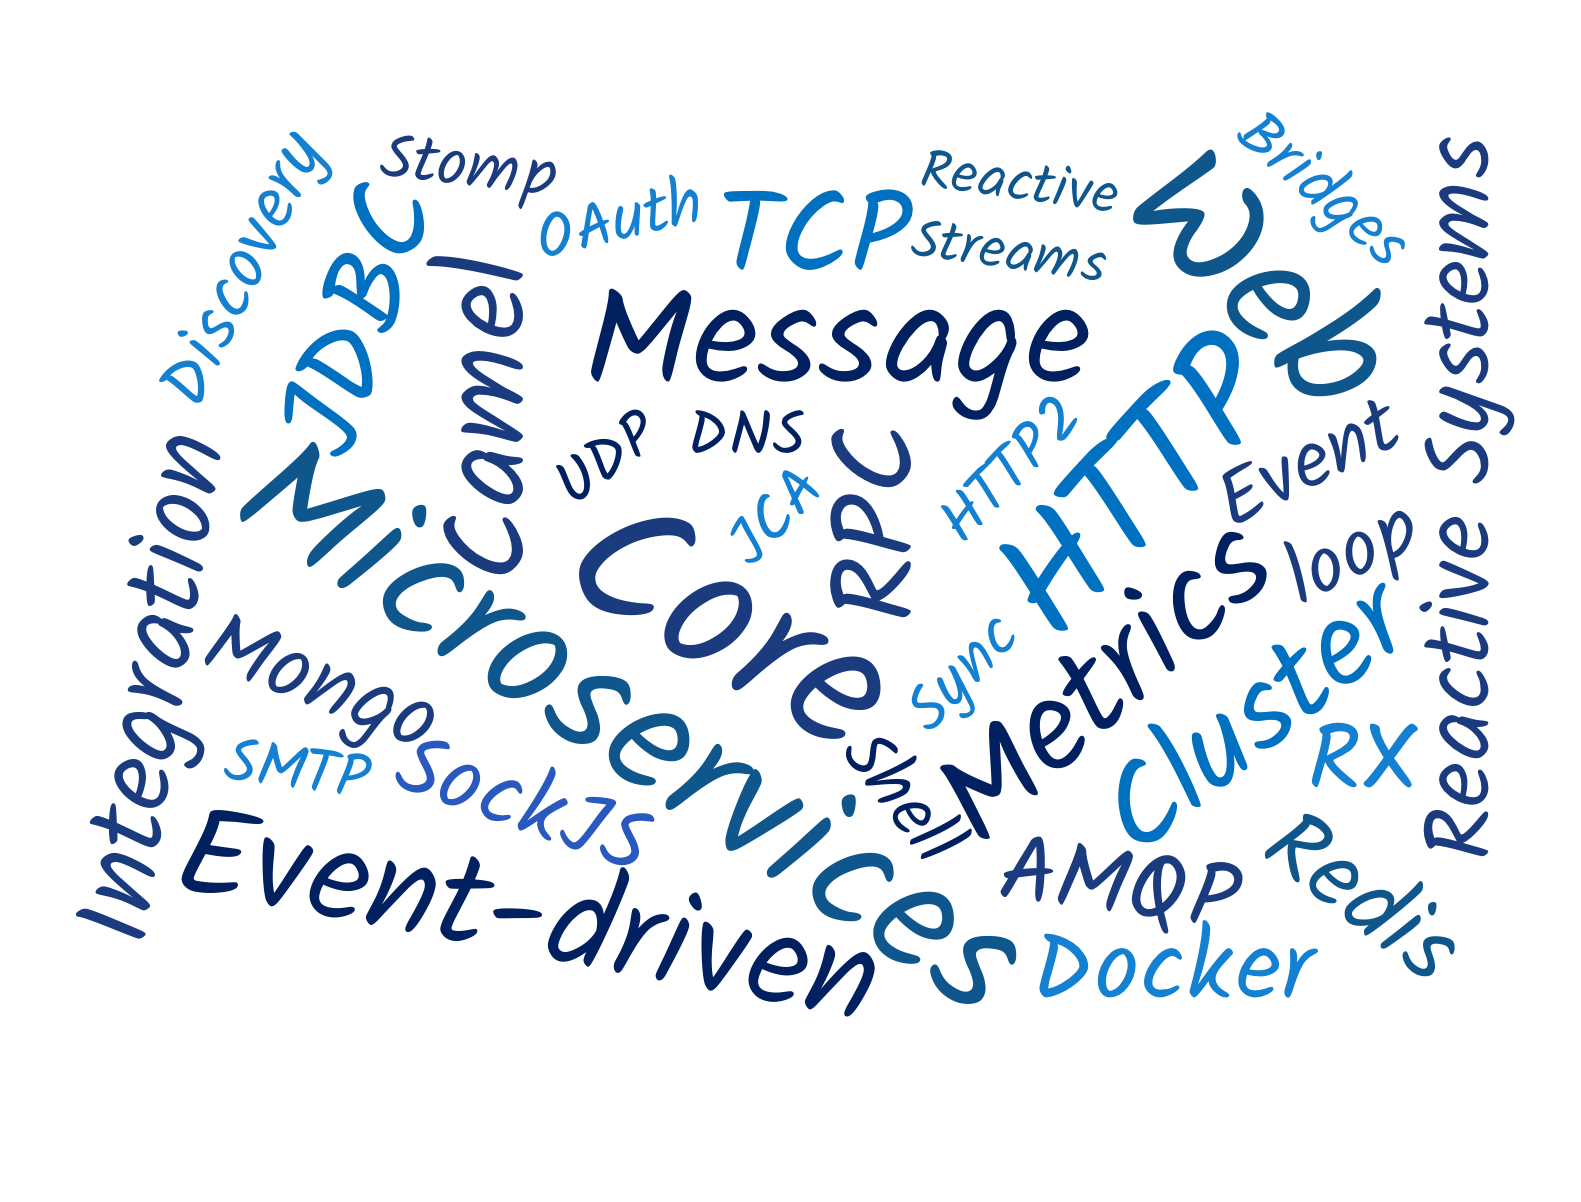 Discovery
Stomp
OAuth
TCP
Reactive
Streams
Web
Bridges
Reactive Systems
JDBC
Camel
Message
UDP
DNS
JCA
RPC
HTTP2
HTTP
Event
loop
Integration
Microservices
Core
Sync
Metrics
Cluster
RX
Mongo
SMTP
SockJS
Shell
Event-driven
AMQP
Redis
Docker